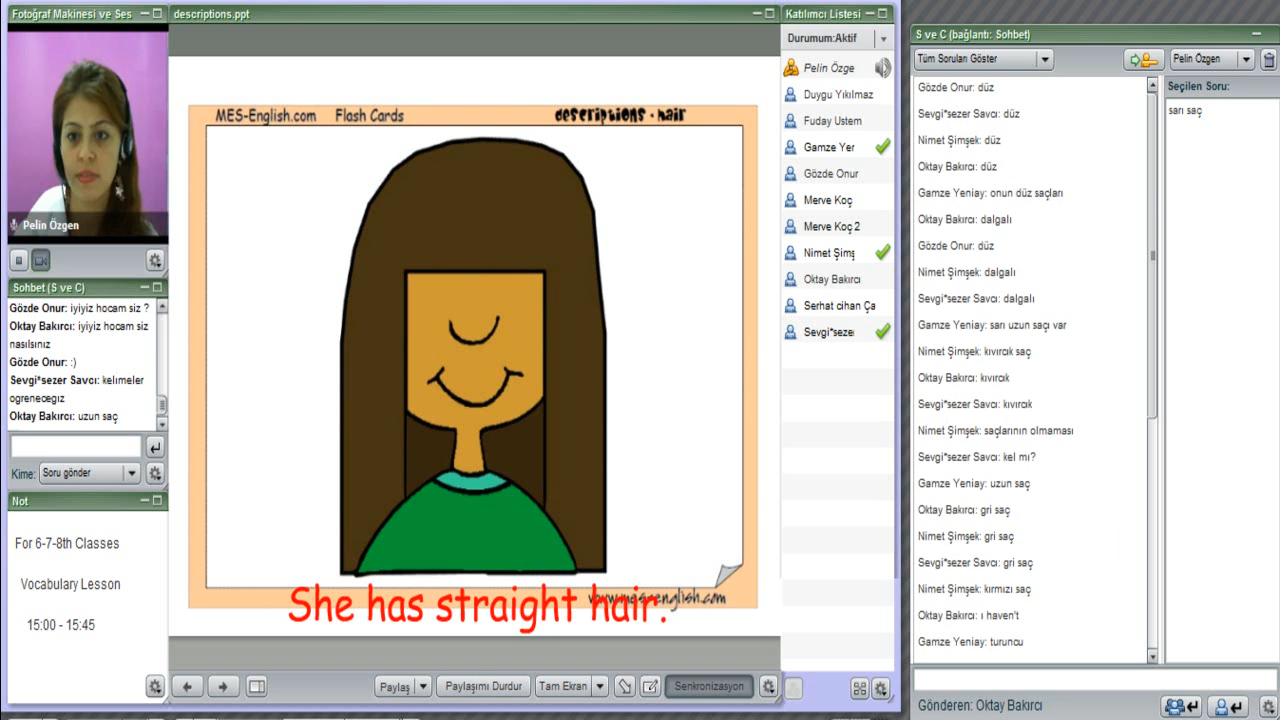 Fotoğraf Makinesi ve Ses
Pelin Özgen
Sohbet (S ve C)
Gözde Onur: iyiyiz hocam siz ?
Oktay Bakırcı: iyiyiz hocam siz
nasılsınız
Gözde Onur: :)
Sevgi*sezer Savcı: kelımeler
ogrenecegız
Oktay Bakırcı: uzun saç
Kime:
Soru gönder
Not
For 6-7-8th Classes
Vocabulary Lesson
15:00 - 15:45
descriptions.ppt
MES-English.com Flash Cards descriptions - hair
www.mesenglish.com
She has straight hair.
Paylaş
Paylaşımı Durdur
Tam Ekran
Senkronizasyon
Katılımcı Listesi
Durumum:Aktif
Pelin Özge
Duygu Yıkılmaz
Fuday Ustem
Gamze Yer
Gözde Onur
Merve Koç
Merve Koç 2
Nimet Şimş
Oktay Bakırcı
Serhat cihan Ça
Sevgi*seze
S ve C (bağlantı: Sohbet)
Tüm Soruları Göster
Pelin Özgen
Gözde Onur: düz
Sevgi*sezer Savcı: düz
Nimet Şimşek: düz
Oktay Bakırcı: düz
Gamze Yeniay: onun düz saçları
Oktay Bakırcı: dalgalı
Gözde Onur: düz
Nimet Şimşek: dalgalı
Sevgi*sezer Savcı: dalgalı
Gamze Yeniay: sarı uzun saçı var
Nimet Şimşek: kıvırcık saç
Oktay Bakırcı: kıvırcık
Sevgi*sezer Savcı: kıvırcık
Nimet Şimşek: saçlarının olmaması
Sevgi*sezer Savcı: kel mı?
Gamze Yeniay: uzun saç
Oktay Bakırcı: gri saç
Nimet Şimşek: gri saç
Sevgi*sezer Savcı: gri saç
Nimet Şimşek: kırmızı saç
Oktay Bakırcı: ı haven't
Gamze Yeniay: turuncu
Seçilen Soru:
sarı saç
Gönderen: Oktay Bakırcı